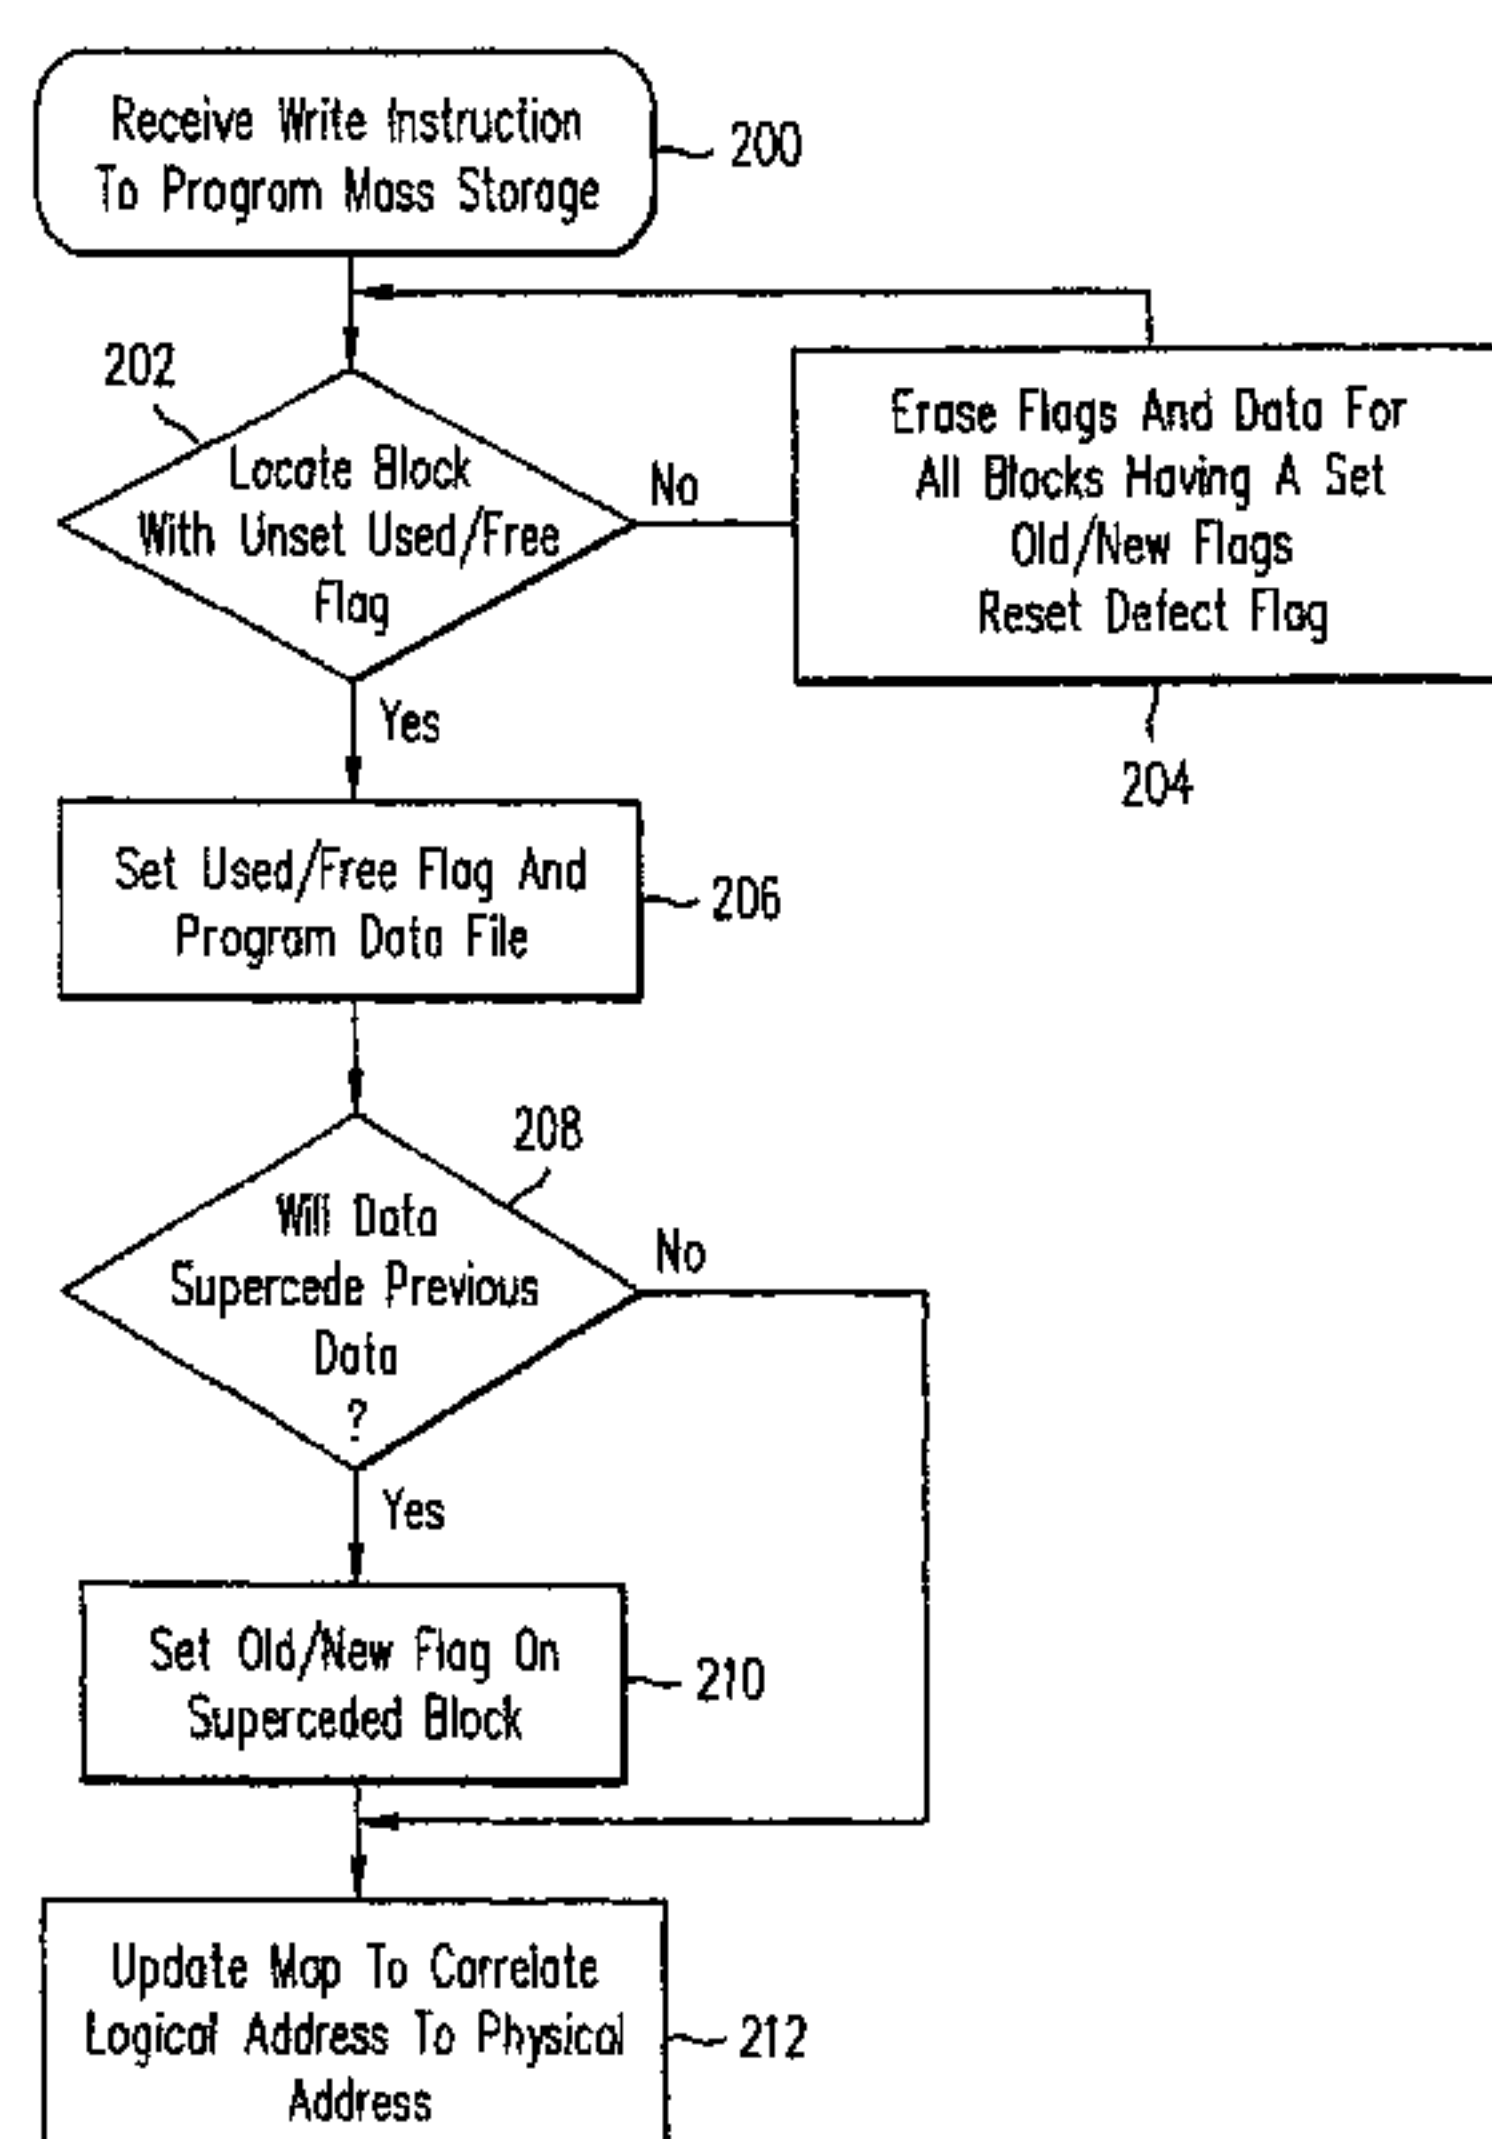 Receive Write Instruction
To Program Mass Storage
200
202
Locate Block
With Unset Used/Free
Flag
No
Erase Flags And Data For
All Blocks Having A Set
Old/New Flags
Reset Defect Flag
204
Yes
Set Used/Free Flag And
Program Data File
206
208
Will Data
Supercede Previous
Data
?
No
Yes
Set Old/New Flag On
Superceded Block
210
Update Map To Correlate
Logical Address To Physical
Address
212